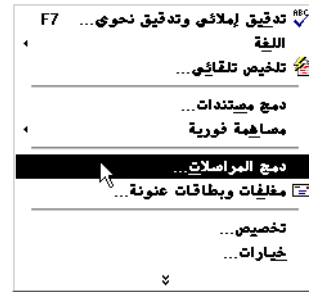 تدقيق إملائي وتدقيق نحوي... F7
اللغة
تلخيص تلقائي...
دمج مستندات...
مساهمة فورية
دمج المراسلات...
مغلفات وبطاقات عنونة...
تخصيص...
خيارات...